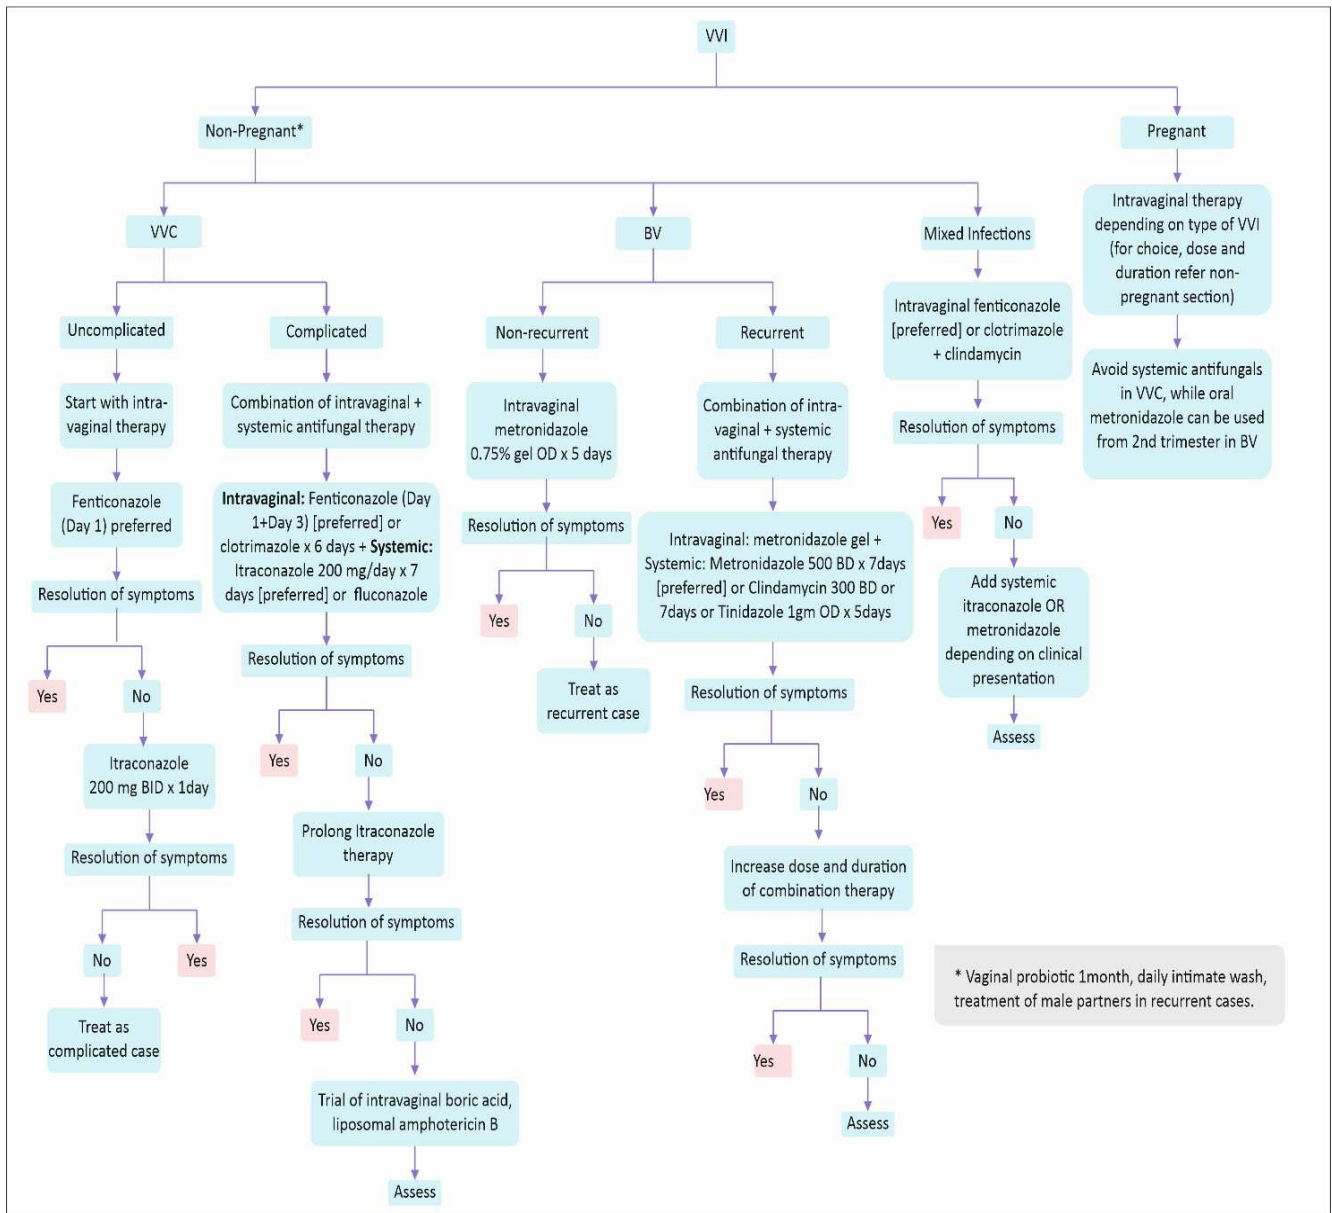 VVI
Non-Pregnant*
Pregnant
VVC
BV
Mixed Infections
Intravaginal therapy
depending on type of VVI
(for choice, dose and
duration refer non-
pregnant section)
Avoid systemic antifungals
in VVC, while oral
metronidazole can be used
from 2nd trimester in BV
Uncomplicated
Start with intra-
vaginal therapy
Fenticonazole
(Day 1) preferred
Resolution of symptoms
Yes
No
Itraconazole
200 mg BID x 1day
Resolution of symptoms
No
Yes
Treat as
complicated case
Complicated
Combination of intravaginal +
systemic antifungal therapy
Intravaginal: Fenticonazole (Day
1+Day 3) [preferred] or
clotrimazole x 6 days + Systemic:
Itraconazole 200 mg/day x 7
days [preferred] or fluconazole
Resolution of symptoms
Yes
No
Prolong Itraconazole
therapy
Resolution of symptoms
Yes
No
Trial of intravaginal boric acid,
liposomal amphotericin B
Assess
Non-recurrent
Intravaginal
metronidazole
0.75% gel OD x 5 days
Resolution of symptoms
Yes
No
Treat as
recurrent case
Recurrent
Combination of intra-
vaginal + systemic
antifungal therapy
Intravaginal: metronidazole gel +
Systemic: Metronidazole 500 BD x 7days
[preferred] or Clindamycin 300 BD or
7days or Tinidazole 1gm OD x 5days
Resolution of symptoms
Yes
No
Increase dose and duration
of combination therapy
Resolution of symptoms
Yes
No
Assess
Intravaginal fenticonazole
[preferred] or clotrimazole
+ clindamycin
Resolution of symptoms
Yes
No
Add systemic
itraconazole OR
metronidazole
depending on clinical
presentation
Assess
* Vaginal probiotic 1month, daily intimate wash,
treatment of male partners in recurrent cases.